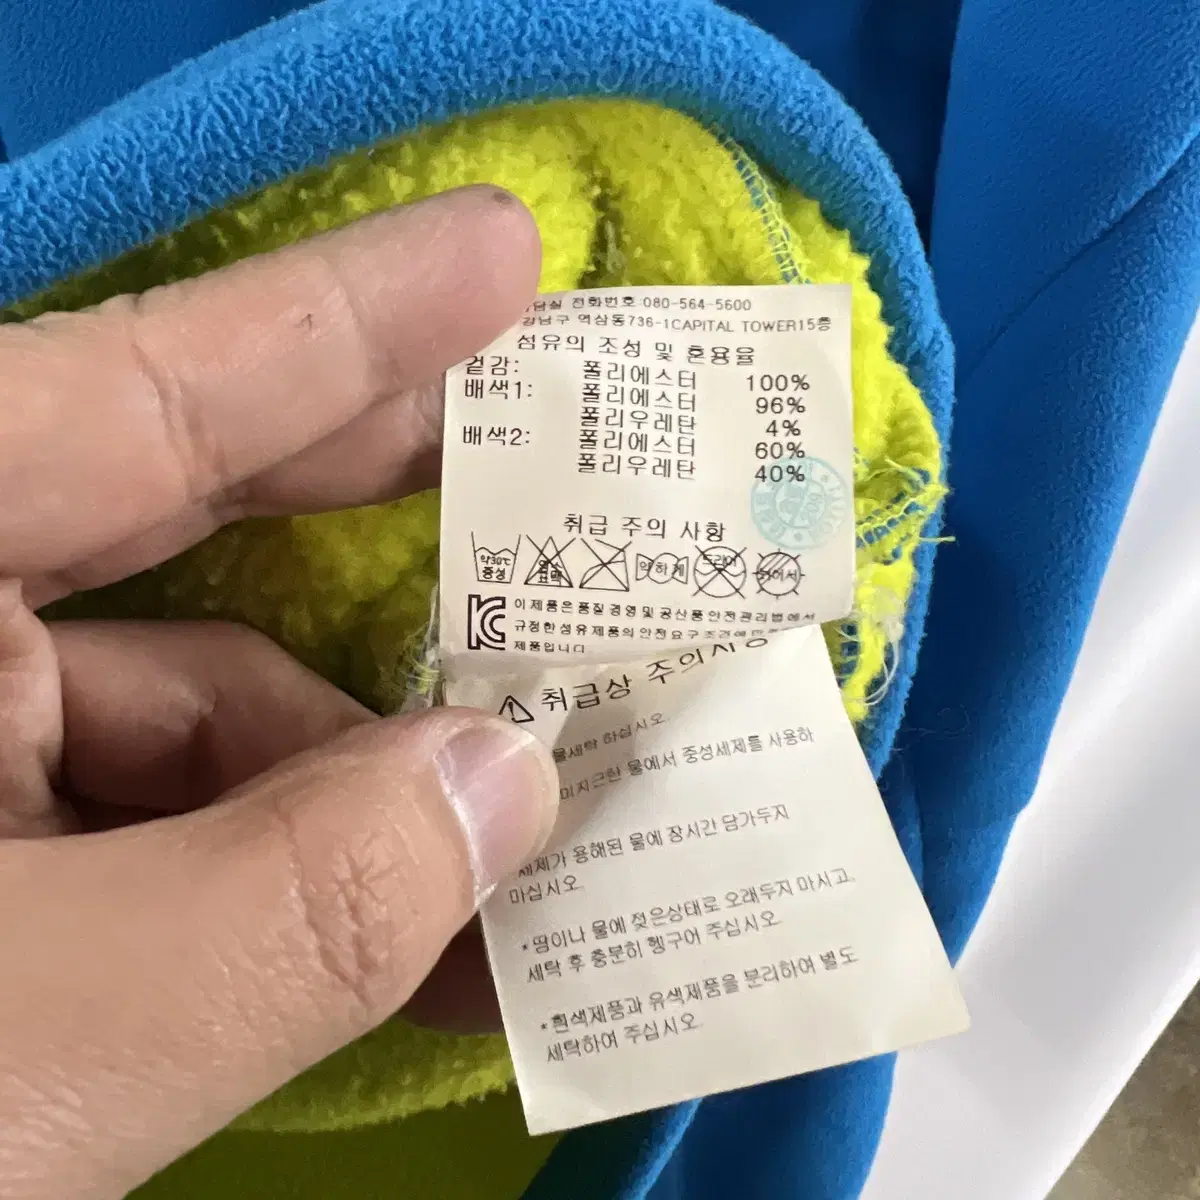 전화번호:080-564-5600
강남구 역삼동736-1CAPITAL TOWER15층
섬유의 조성 및 혼용율
겉감: 폴리에스터 100%
배색1: 폴리에스터 96%
폴리우레탄 4%
배색2: 폴리에스터 60%
폴리우레탄 40%
취급 주의 사항
약30℃ 중성 염소 표백 약하게 드라이
이 제품은 품질 경영 및 공산품 안전관리법에서
규정한 섬유제품의 안전요구 조건에
제품입니다
취급상 주의사항
하십시오.
미지근한 물에서 중성세제를 사용하
세제가 용해된 물에 장시간 담가두지
마십시오.
*땀이나 물에 젖은상태로 오래두지 마시고,
세탁 후 충분히 헹구어 주십시오.
*흰색제품과 유색제품을 분리하여 별도
세탁하여 주십시오.